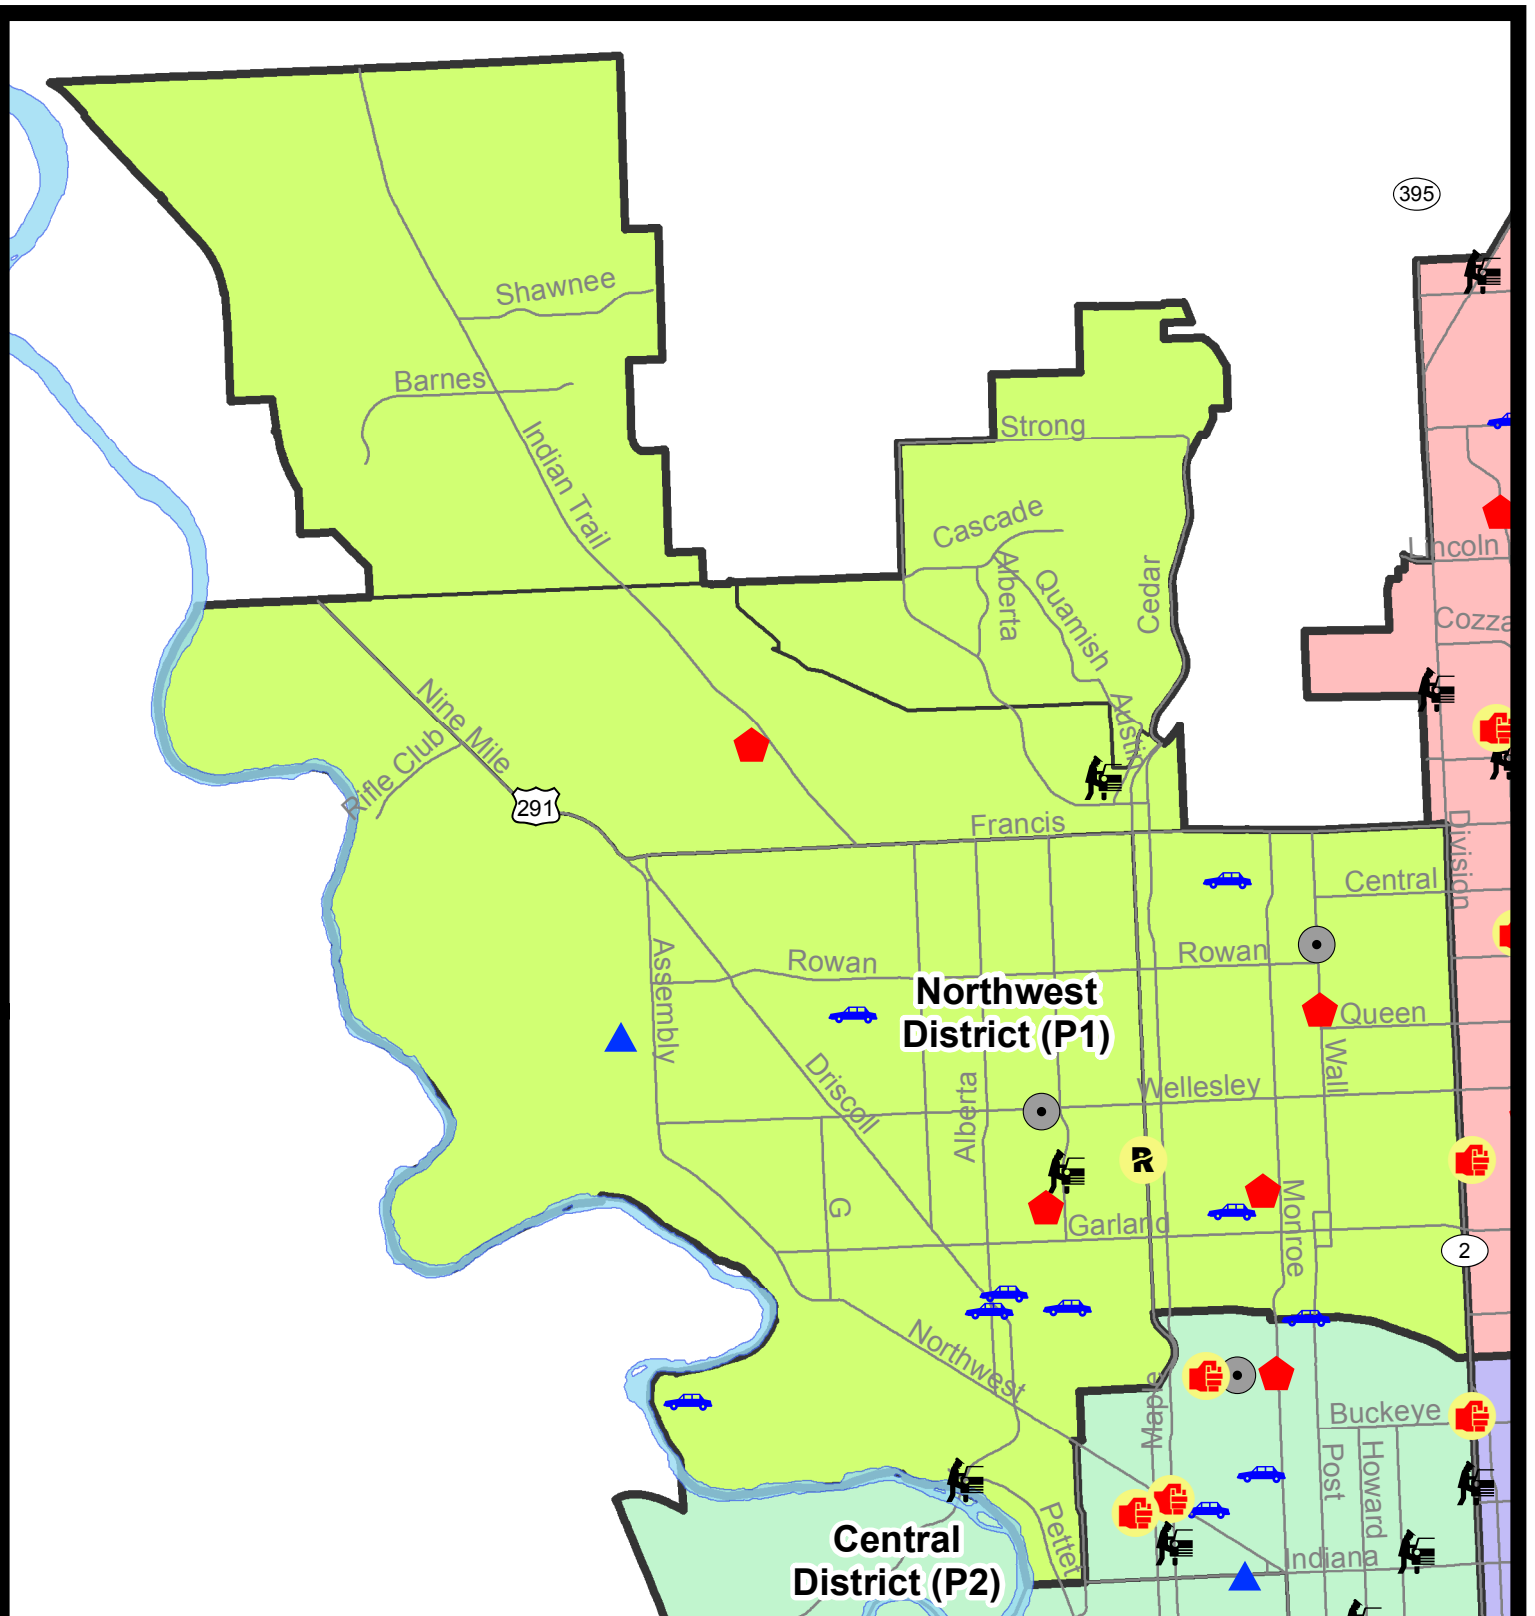 395
Shawnee
Barnes
Strong
Indian Trail
Cascade
Lincoln
Alberta
Quamish
Cedar
Cozza
Nine Mile
Austin
Rifle Club
291
Francis
Division
Central
Assembly
Rowan
Rowan
Northwest
District (P1)
Queen
Driscoll
Wall
Alberta
Wellesley
R
G
Garland
Monroe
2
Northwest
Maple
Buckeye
Post
Howard
Pettet
Central
District (P2)
Indiana